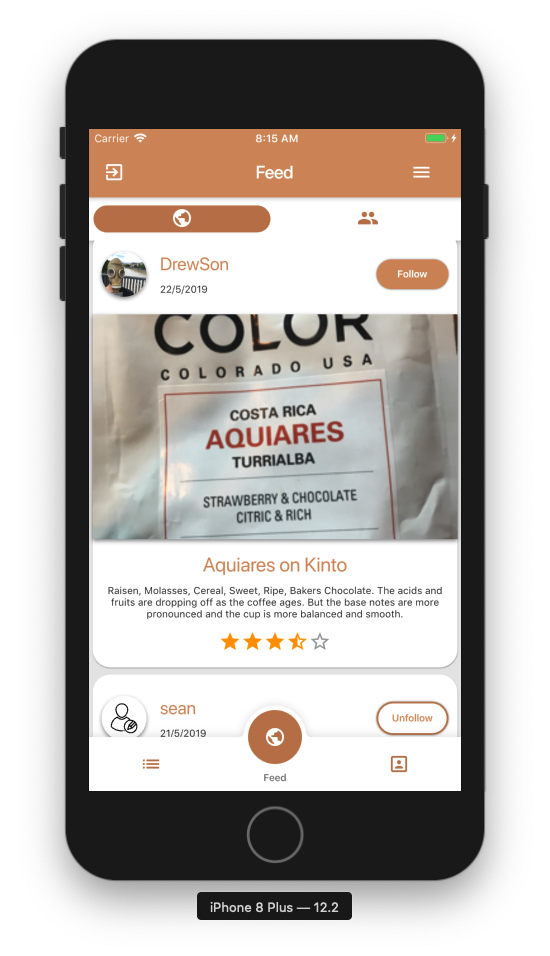 Carrier
8:15 AM
Feed
DrewSon
22/5/2019
Follow
COLOR
COLORADO USA
COSTA RICA
AQUIARES
TURRIALBA
STRAWBERRY & CHOCOLATE
CITRIC & RICH
Aquiares on Kinto
Raisen, Molasses, Cereal, Sweet, Ripe, Bakers Chocolate. The acids and
fruits are dropping off as the coffee ages. But the base notes are more
pronounced and the cup is more balanced and smooth.
sean
21/5/2019
Unfollow
Feed
iPhone 8 Plus — 12.2